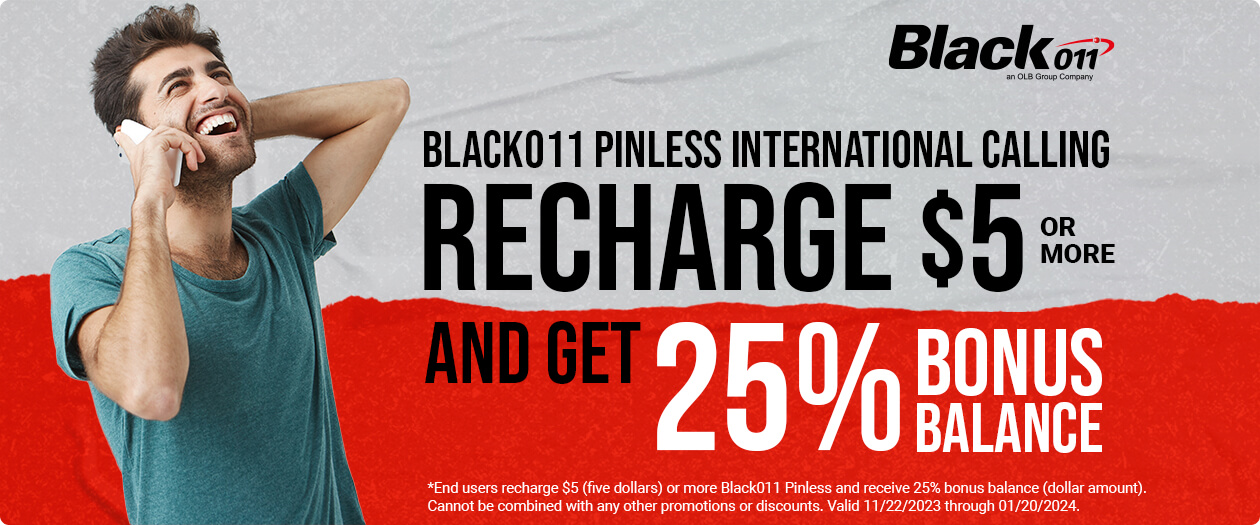 Black011
an OLB Group Company
BLACK011 PINLESS INTERNATIONAL CALLING
RECHARGE $5 OR MORE
AND GET 25% BONUS BALANCE
*End users recharge $5 (five dollars) or more Black011 Pinless and receive 25% bonus balance (dollar amount).
Cannot be combined with any other promotions or discounts. Valid 11/22/2023 through 01/20/2024.